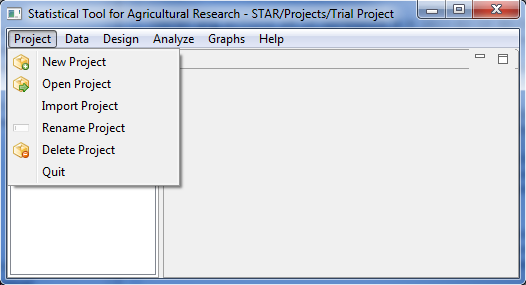 Statistical Tool for Agricultural Research - STAR/Projects/Trial Project
Project Data Design Analyze Graphs Help
New Project
Open Project
Import Project
Rename Project
Delete Project
Quit